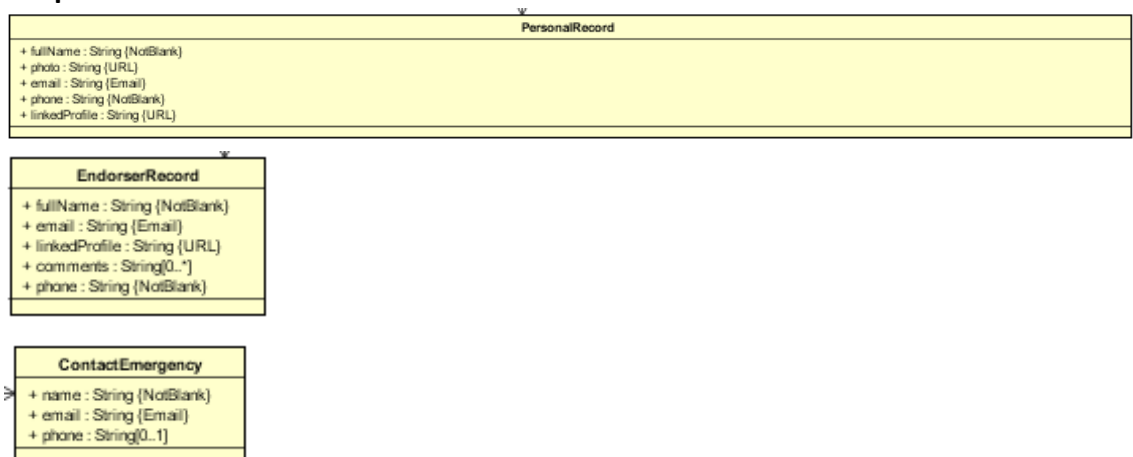 PersonalRecord
+ fullName : String {NotBlank}
+ photo : String {URL}
+ email : String {Email}
+ phone : String {NotBlank}
+ linkedProfile : String {URL}
EndorserRecord
+ fullName : String {NotBlank}
+ email : String {Email}
+ linkedProfile : String {URL}
+ comments : String[0..*]
+ phone : String {NotBlank}
ContactEmergency
+ name : String {NotBlank}
+ email : String {Email}
+ phone : String[0..1]